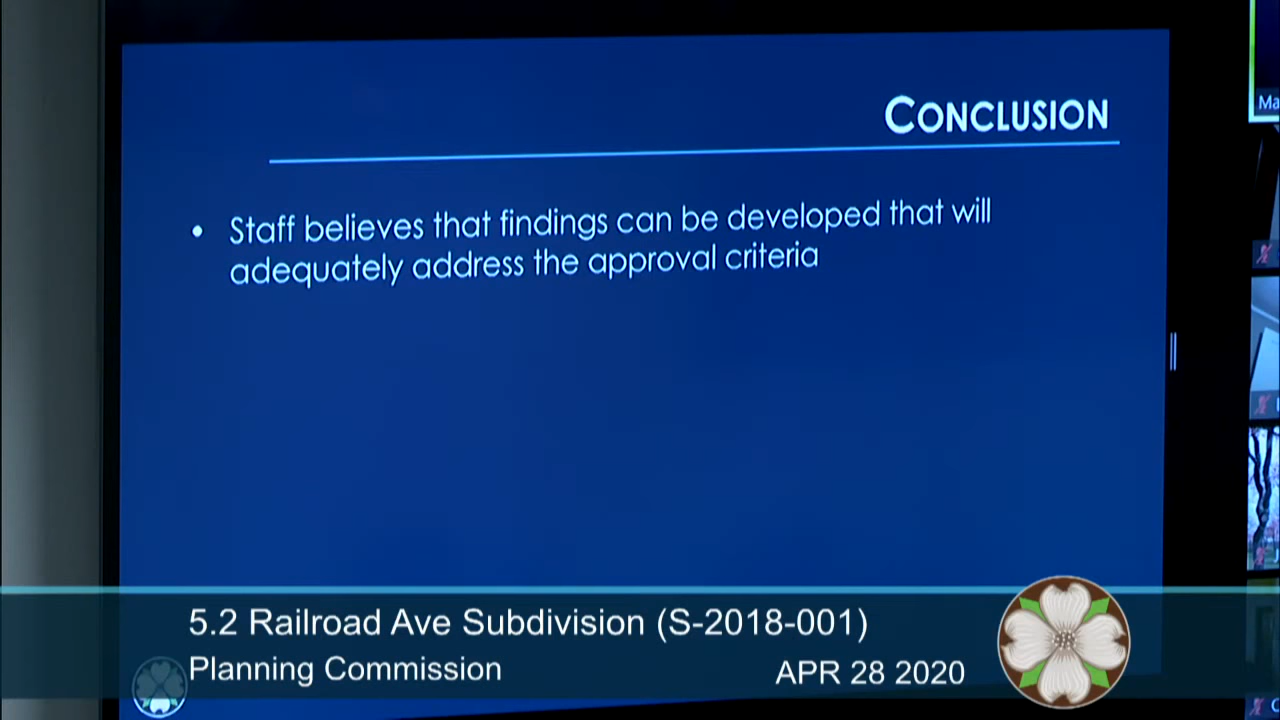 CONCLUSION
• Staff believes that findings can be developed that will
adequately address the approval criteria
Ma
5.2 Railroad Ave Subdivision (S-2018-001)
Planning Commission
APR 28 2020